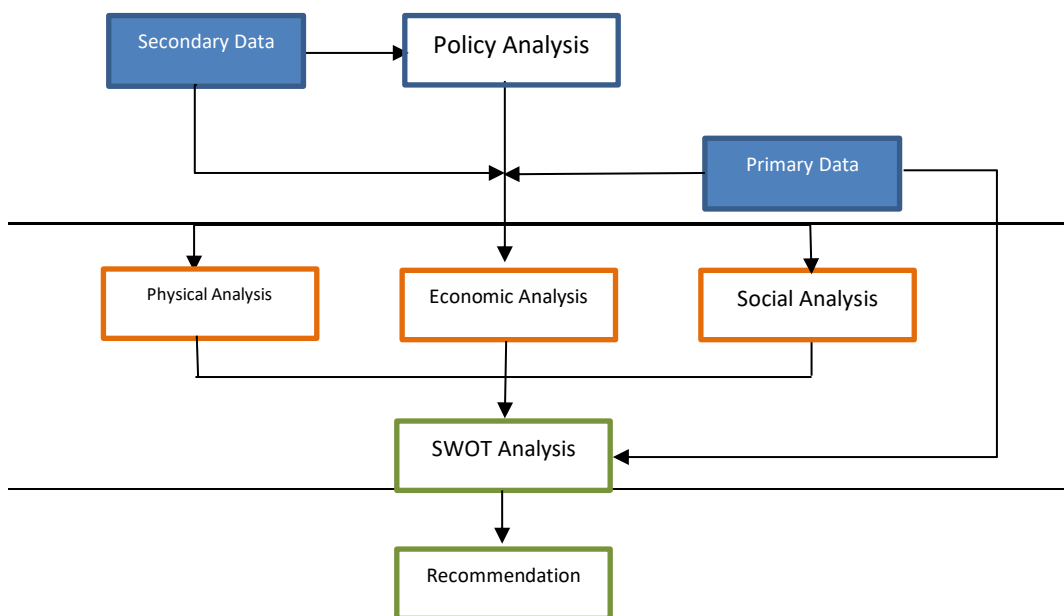 Secondary Data
Policy Analysis
Primary Data
Physical Analysis
Economic Analysis
Social Analysis
SWOT Analysis
Recommendation